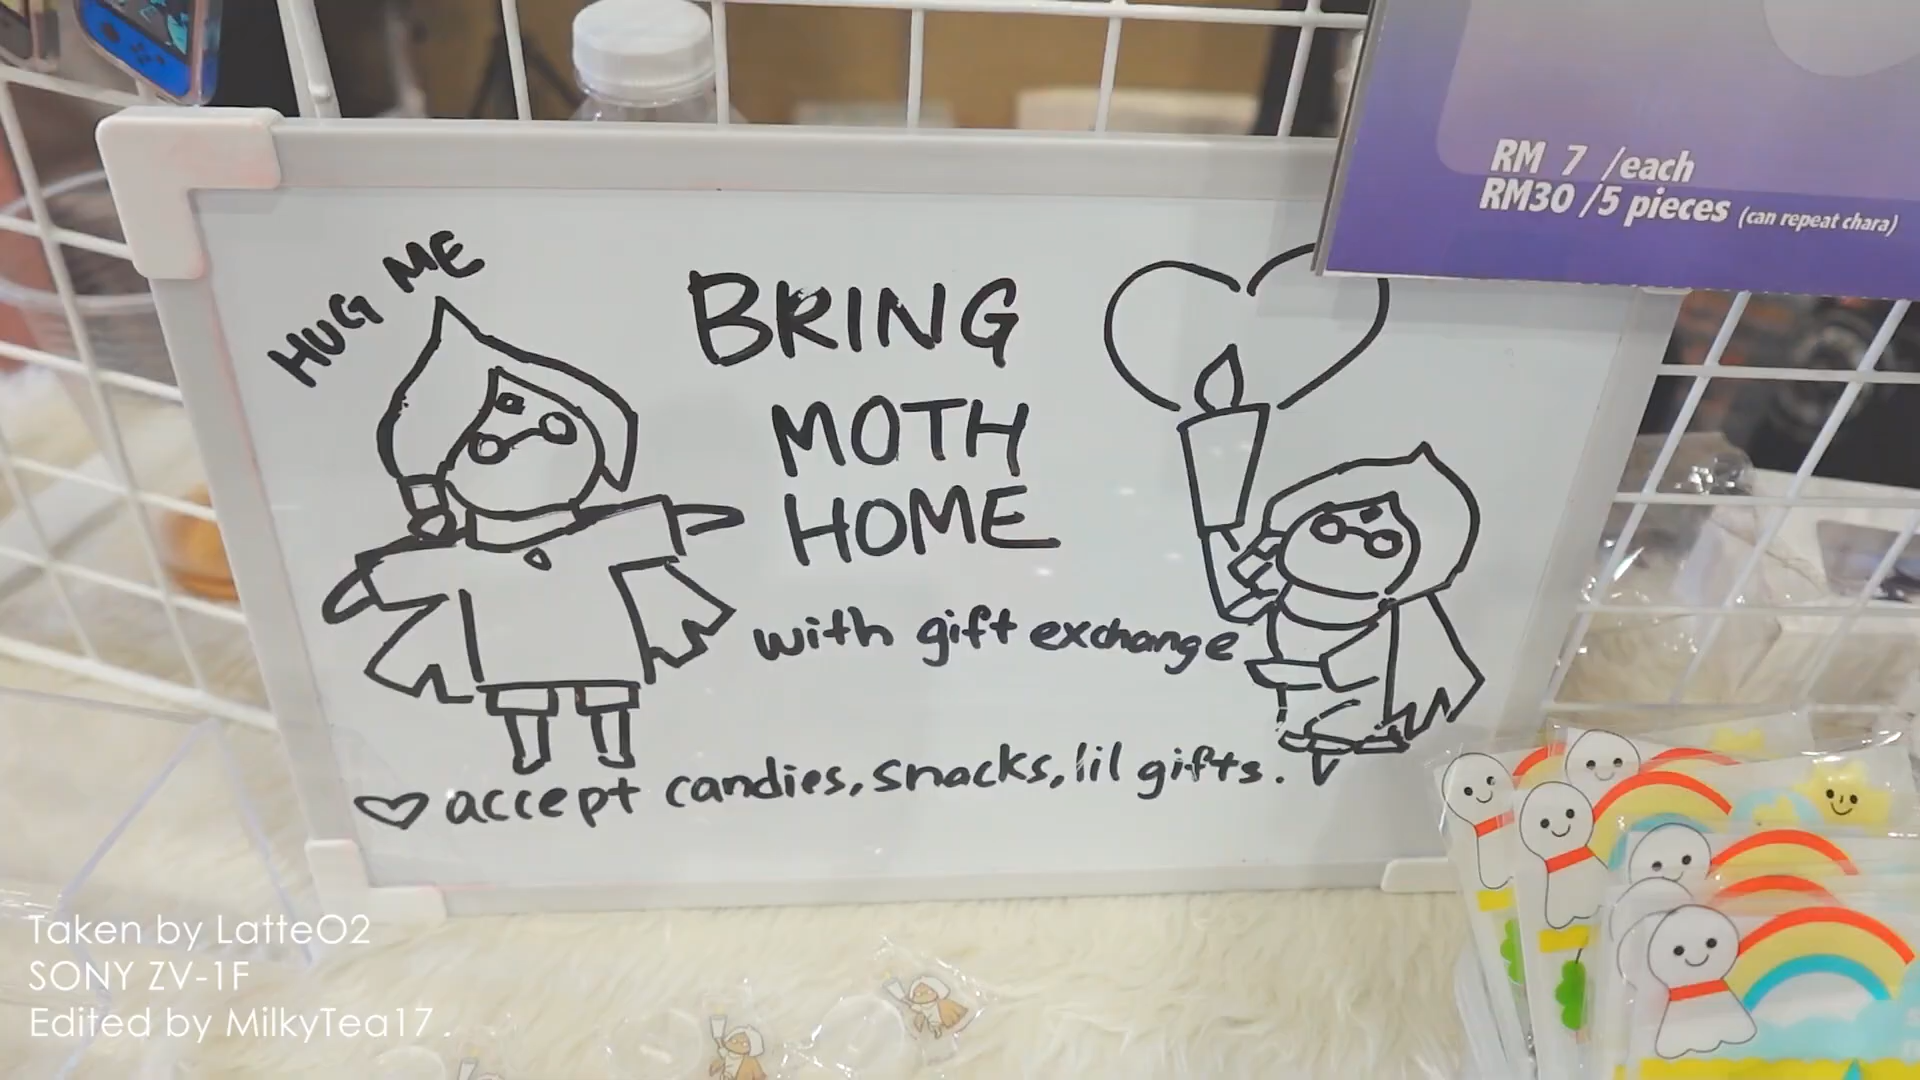 RM 7 /each
RM30 /5 pieces (can repeat chara)
HUG ME
BRING
MOTH
HOME
with gift exchange
♡ accept candies, snacks, lil gifts.
Taken by LatteO2
SONY ZV-1F
Edited by MilkyTea17.